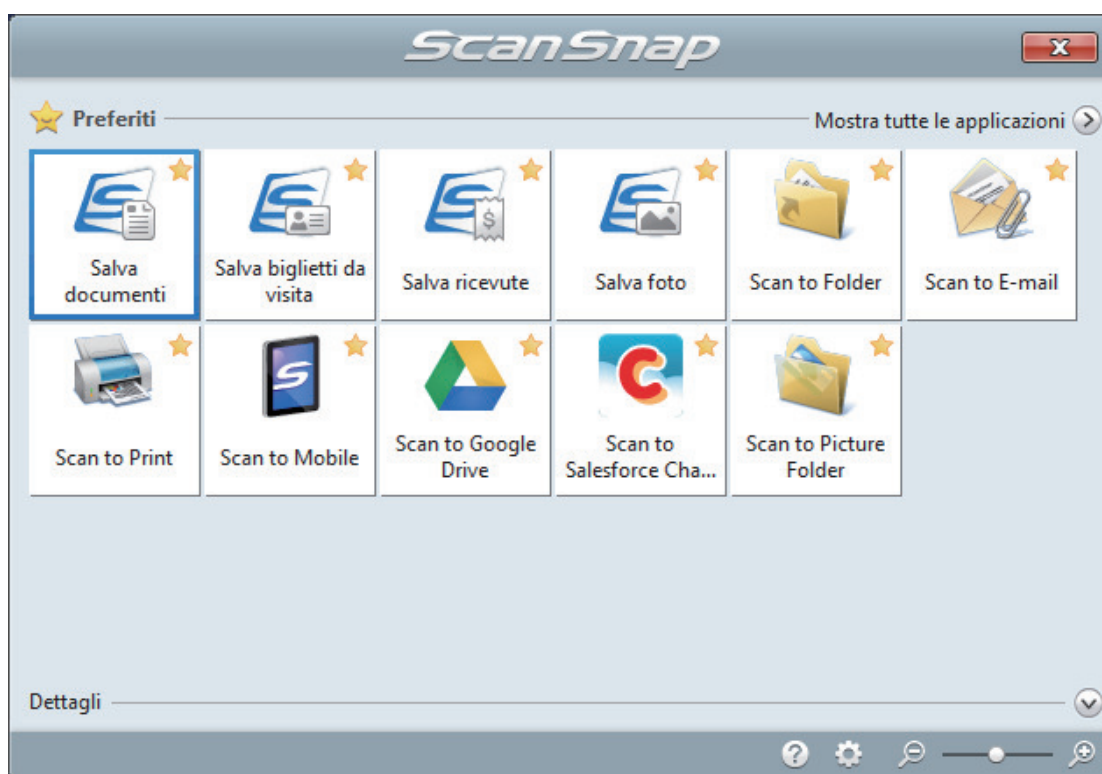 ScanSnap
Preferiti
Mostra tutte le applicazioni
Salva
documenti
Salva biglietti da
visita
Salva ricevute
Salva foto
Scan to Folder
Scan to E-mail
Scan to Print
Scan to Mobile
Scan to Google
Drive
Scan to
Salesforce Cha...
Scan to Picture
Folder
Dettagli